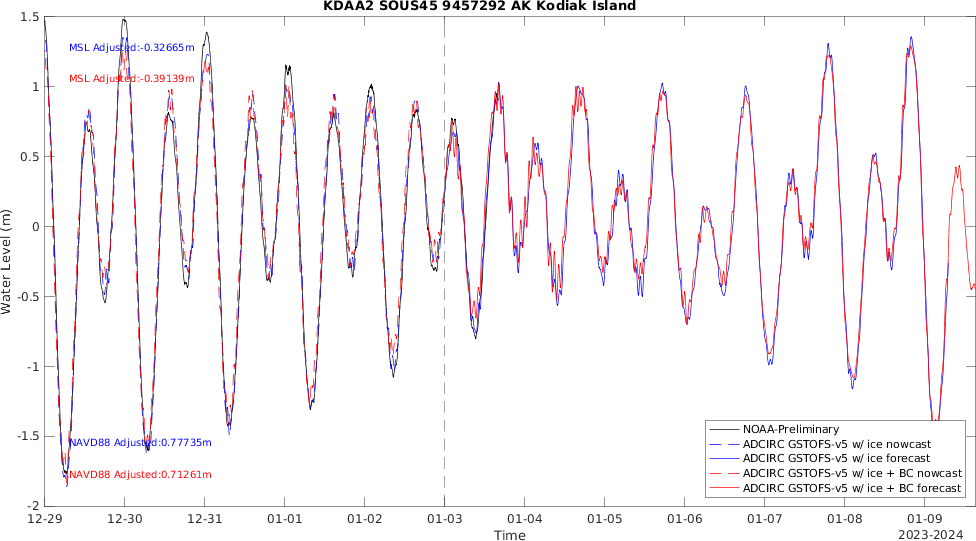 KDAA2 SOUS45 9457292 AK Kodiak Island
1.5
1
0.5
0
-0.5
-1
-1.5
-2
Water Level (m)
MSL Adjusted:-0.32665m
MSL Adjusted:-0.39139m
NAVD88 Adjusted:0.77735m
NAVD88 Adjusted:0.71261m
NOAA-Preliminary
ADCIRC GSTOFS-v5 w/ ice nowcast
ADCIRC GSTOFS-v5 w/ ice forecast
ADCIRC GSTOFS-v5 w/ ice + BC nowcast
ADCIRC GSTOFS-v5 w/ ice + BC forecast
12-29 12-30 12-31 01-01 01-02 01-03 01-04 01-05 01-06 01-07 01-08 01-09
2023-2024
Time